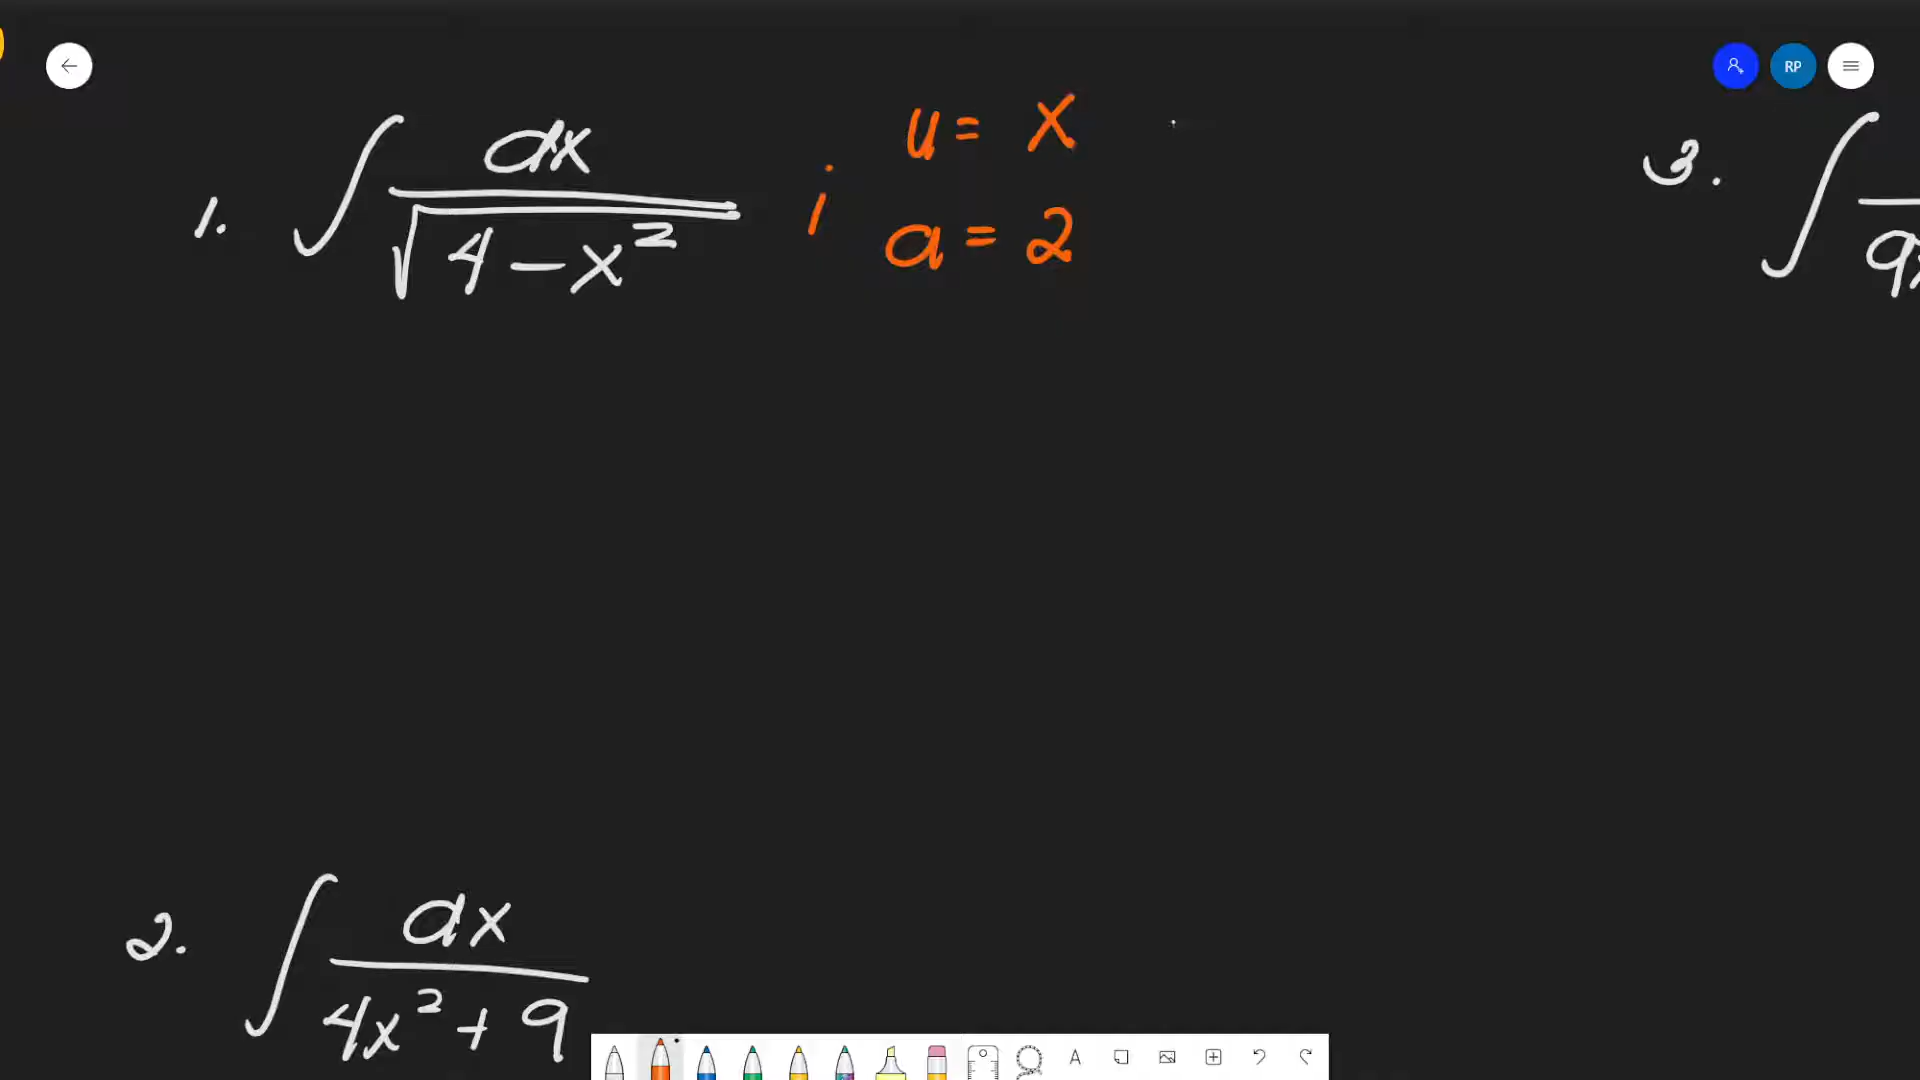 RP
1. ∫ dx / √(4 - x²) ; u = x
a = 2
3. ∫
2. ∫ dx / (4x² + 9)
A